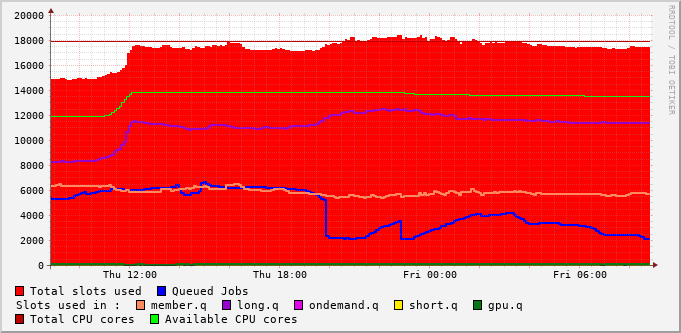 20000
18000
16000
14000
12000
10000
8000
6000
4000
2000
0
Thu 12:00 Thu 18:00 Fri 00:00 Fri 06:00
Total slots used Queued Jobs
Slots used in : member.q long.q ondemand.q short.q gpu.q
Total CPU cores Available CPU cores
RRDTOOL / TOBI OETIKER